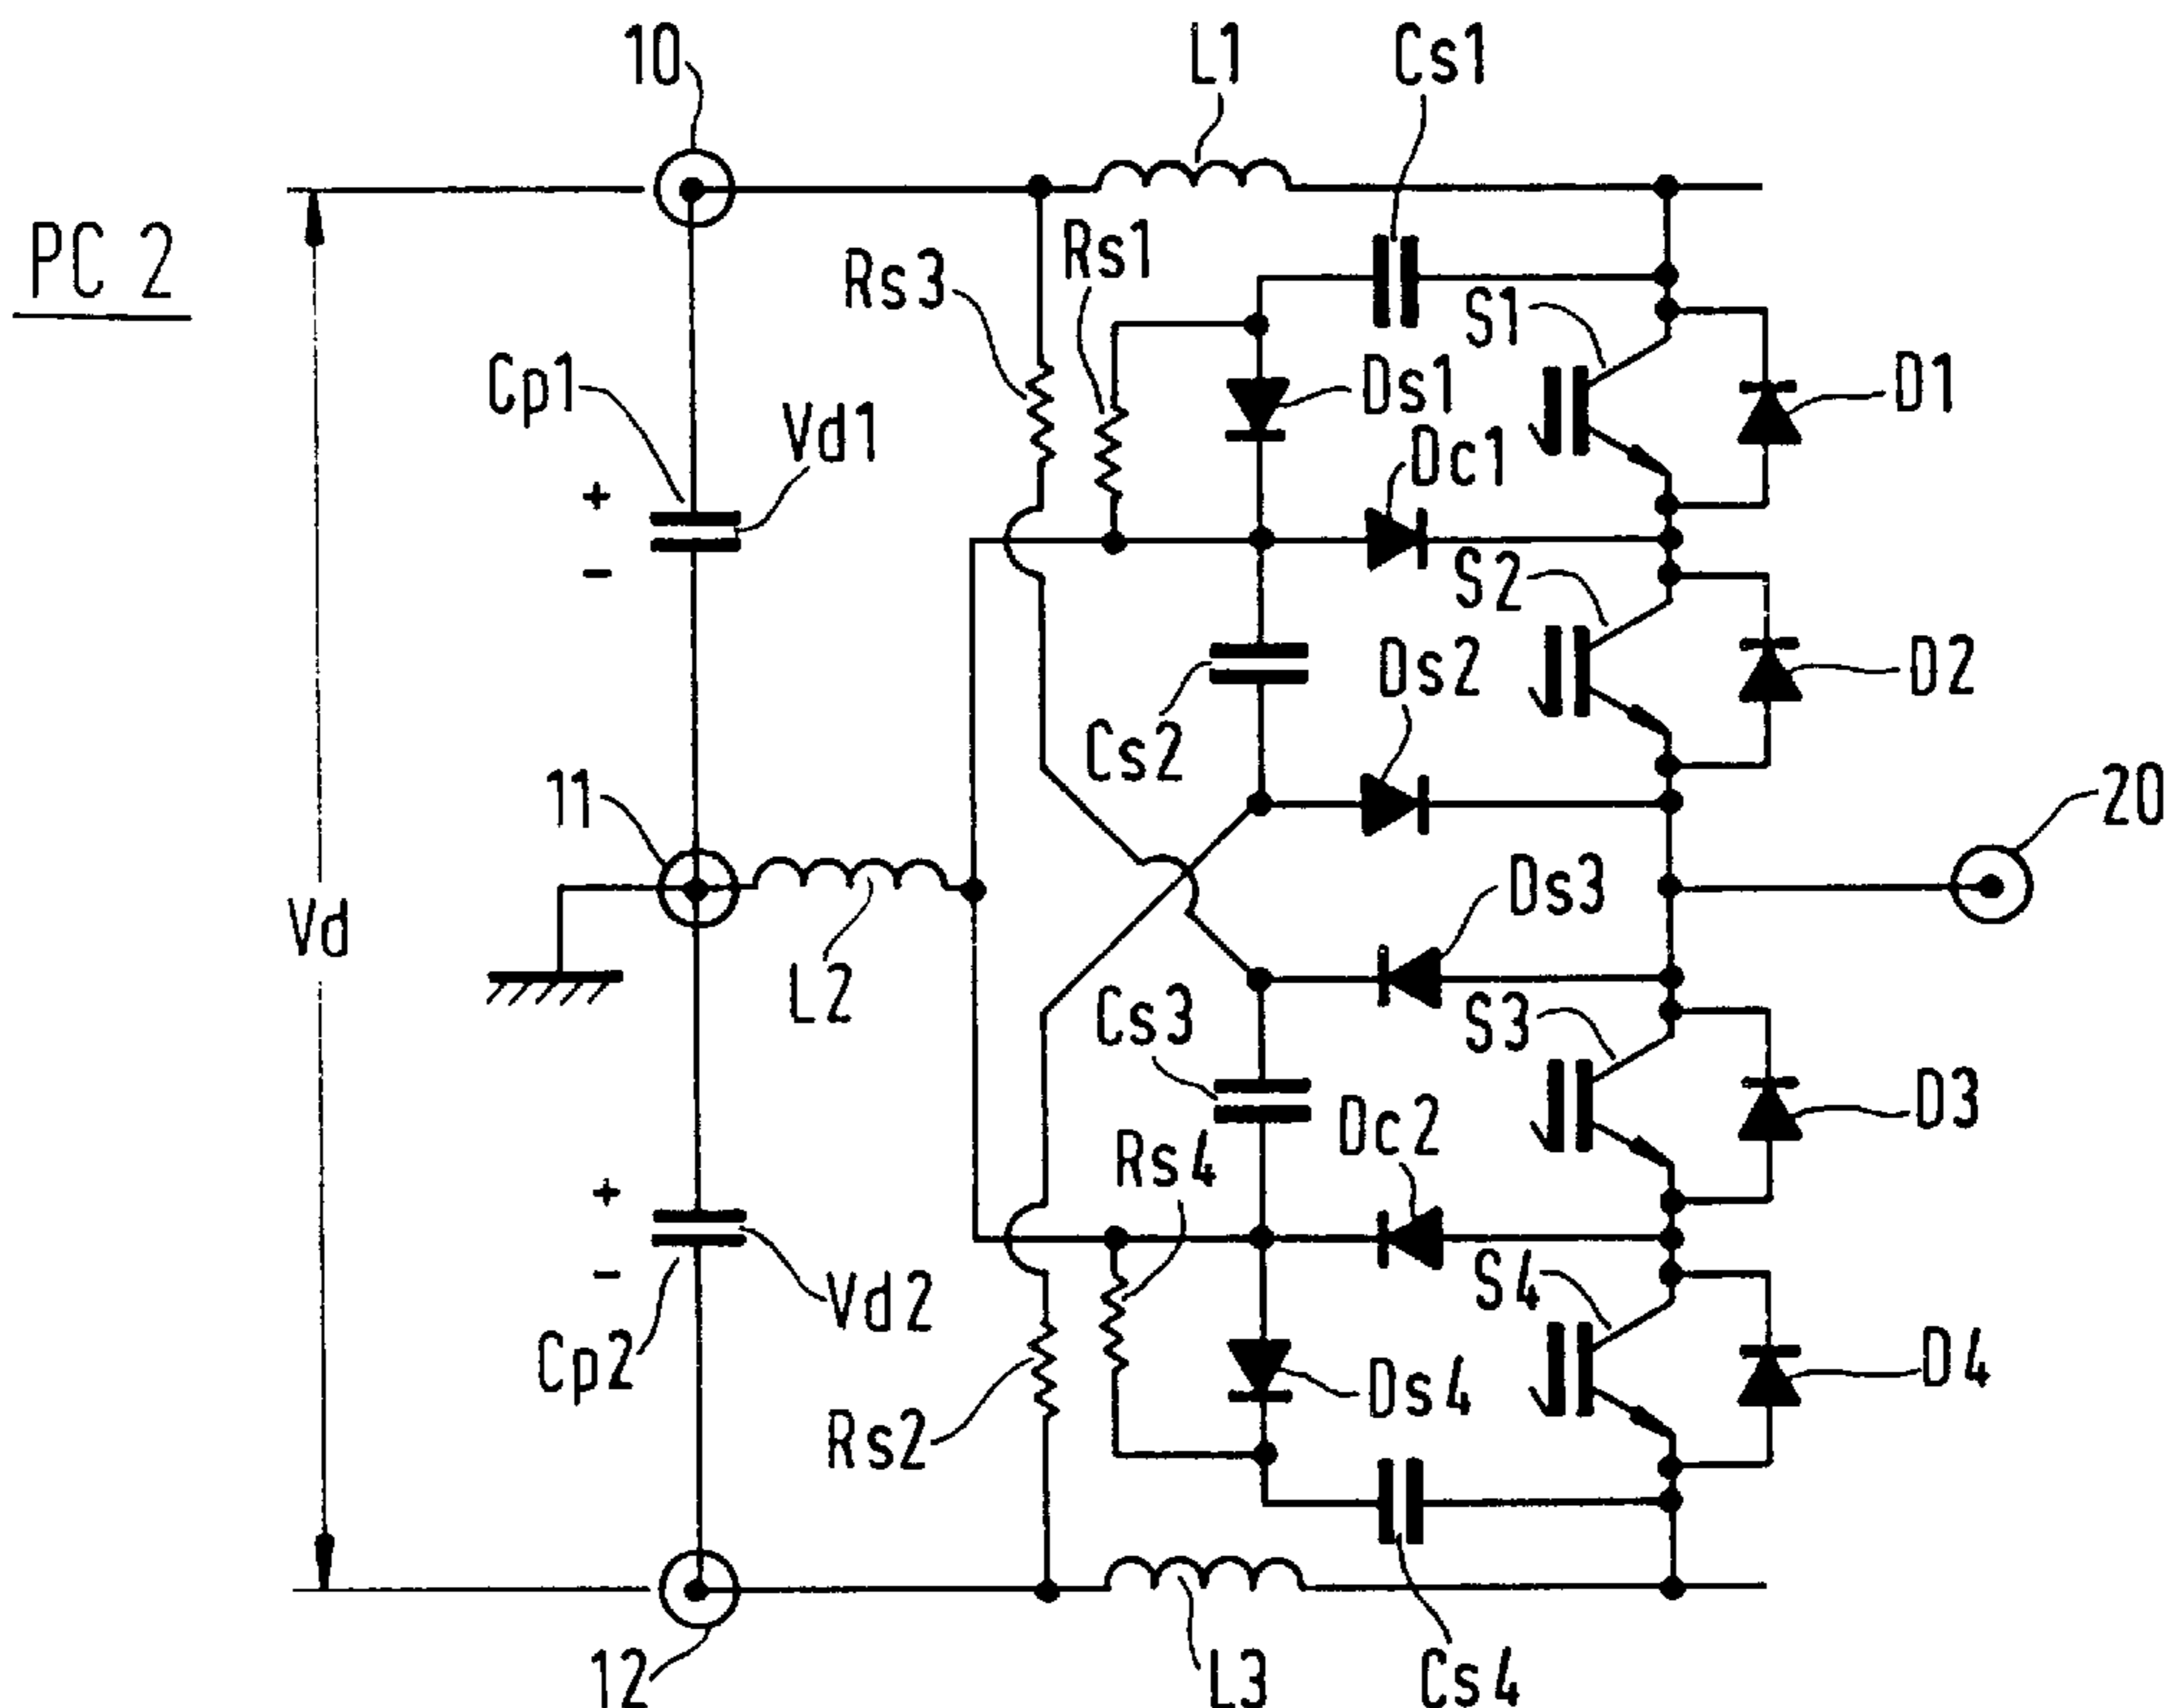 10
L1
Cs1
PC 2
Rs3
Rs1
S1
Cp1
Vd1
Ds1
D1
Dc1
+
S2
-
Ds2
D2
Cs2
11
20
Ds3
Vd
L2
Cs3
S3
D3
Dc2
Rs4
+
S4
-
Vd2
Cp2
Ds4
D4
Rs2
12
L3
Cs4